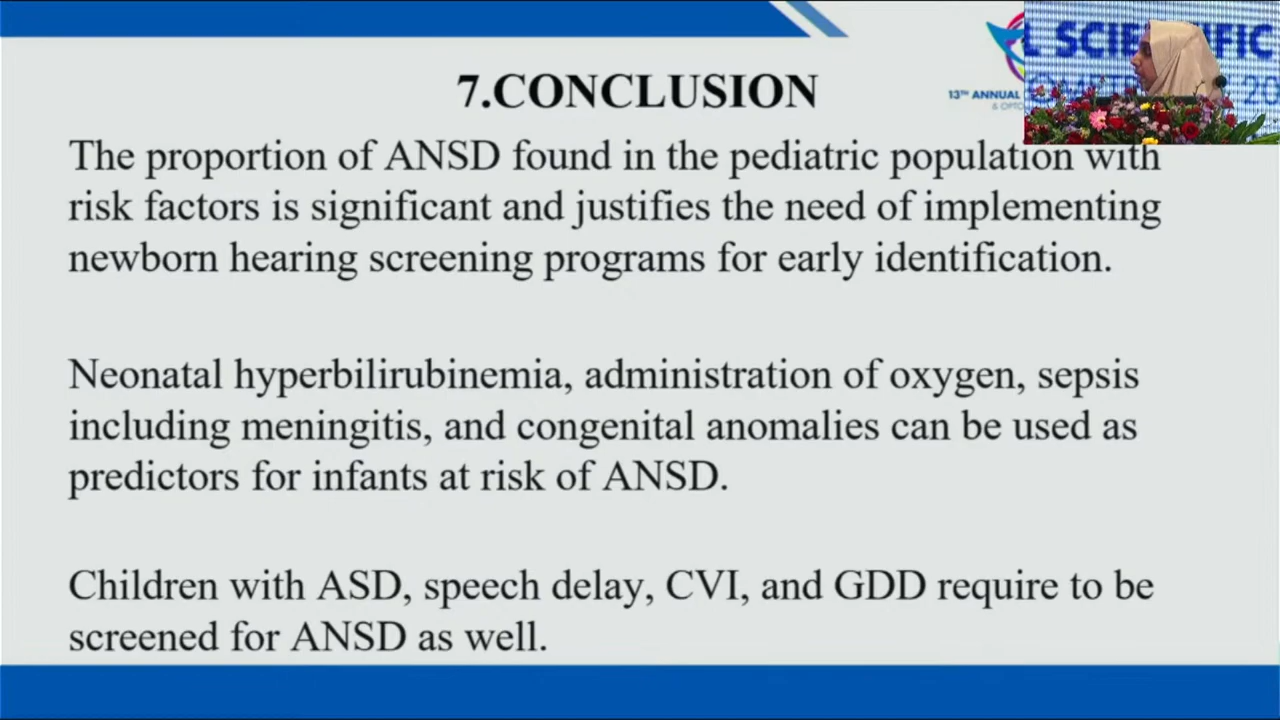 7.CONCLUSION
13TH ANNUAL
& OPTO
L SCIENTIFIC
The proportion of ANSD found in the pediatric population with
risk factors is significant and justifies the need of implementing
newborn hearing screening programs for early identification.
Neonatal hyperbilirubinemia, administration of oxygen, sepsis
including meningitis, and congenital anomalies can be used as
predictors for infants at risk of ANSD.
Children with ASD, speech delay, CVI, and GDD require to be
screened for ANSD as well.